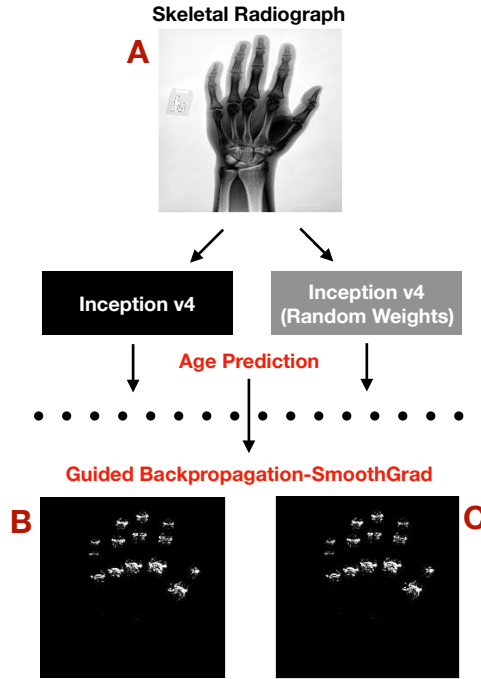 Skeletal Radiograph
A
Inception v4
Inception v4
(Random Weights)
Age Prediction
Guided Backpropagation-SmoothGrad
B
C